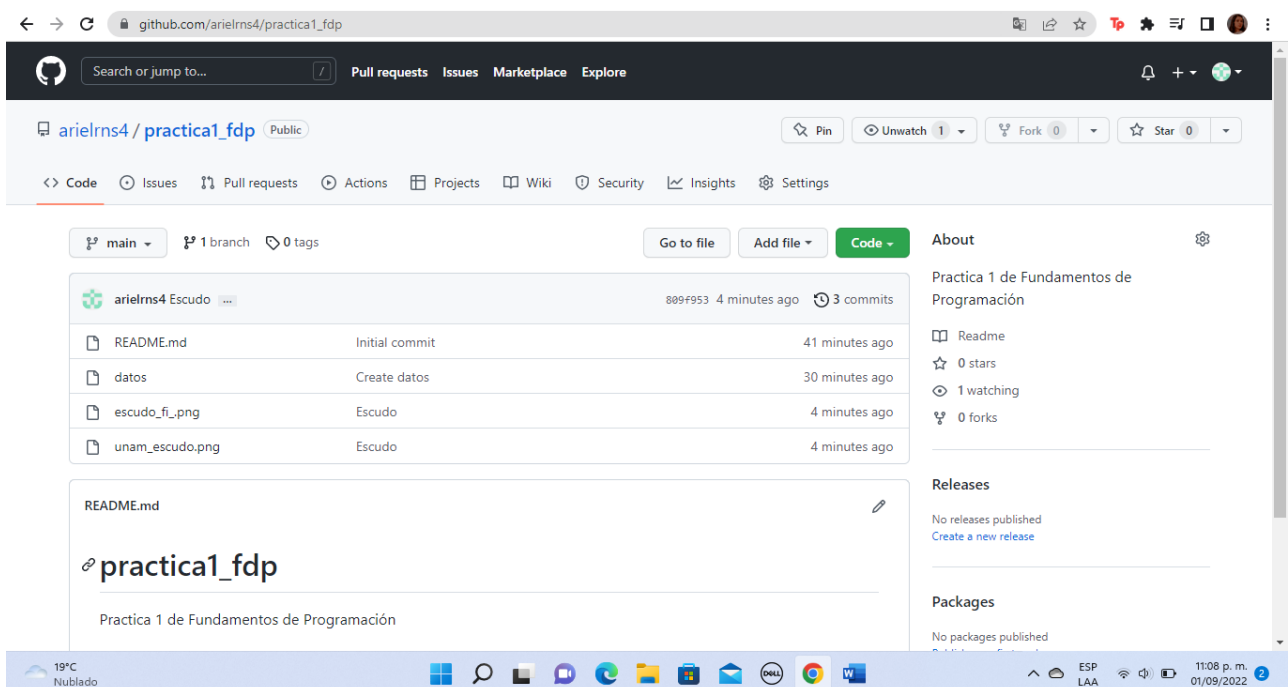 github.com/arielrns4/practica1_fdp
Tp
Search or jump to... /
Pull requests Issues Marketplace Explore
arielrns4 / practica1_fdp Public
Pin Unwatch 1 Fork 0 Star 0
Code Issues Pull requests Actions Projects Wiki Security Insights Settings
main 1 branch 0 tags
Go to file Add file Code
arielrns4 Escudo ... 809f953 4 minutes ago 3 commits
README.md Initial commit 41 minutes ago
datos Create datos 30 minutes ago
escudo_fi_.png Escudo 4 minutes ago
unam_escudo.png Escudo 4 minutes ago
README.md
practica1_fdp
Practica 1 de Fundamentos de Programación
About
Practica 1 de Fundamentos de
Programación
Readme
0 stars
1 watching
0 forks
Releases
No releases published
Create a new release
Packages
No packages published
19°C
Nublado
DELL
W
ESP
LAA
11:08 p. m.
01/09/2022
2